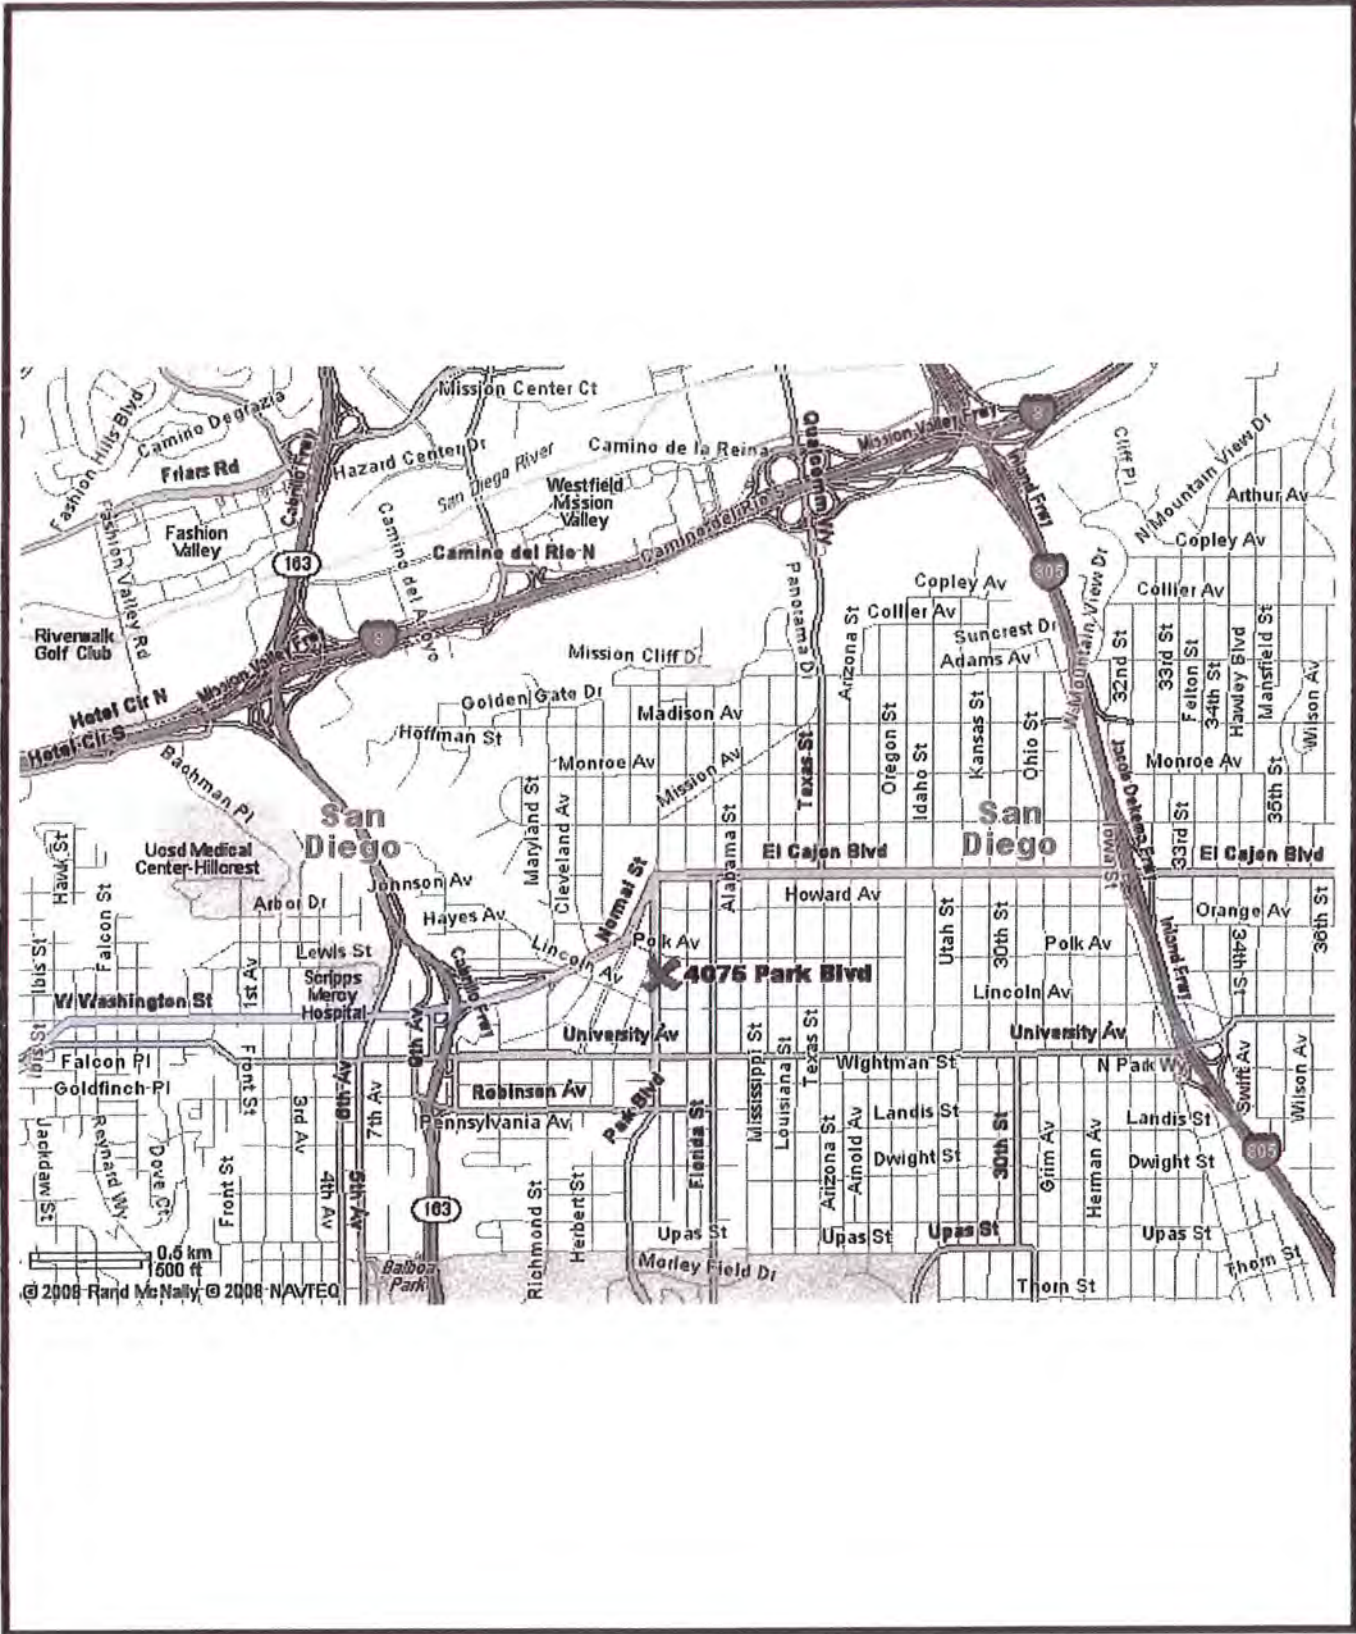 Mission Center Ct
Fashion Hills Blvd
Camino Degrazia
Cabrillo Frwy
Friars Rd
Hazard Center Dr
San Diego River
Camino de la Reina
Qualcomm Wy
Mission Valley Frwy
8
Inland Frwy
Cliff Pl
N Mountain View Dr
Arthur Av
Fashion
Valley
Fashion Valley Rd
163
Camino del Arroyo
Westfield
Mission
Valley
Camino del Rio N
Camino del Rio S
Copley Av
805
N Mountain View Dr
Collier Av
Riverwalk
Golf Club
Mission Valley Frwy
8
Panorama Dr
Copley Av
Collier Av
Arizona St
Suncrest Dr
Adams Av
Mission Cliff D
32nd St
33rd St
Felton St
34th St
Hawley Blvd
Mansfield St
Wilson Av
Hotel Cir N
Hotel Cir S
Golden Gate Dr
Madison Av
Hoffman St
Monroe Av
Mission Av
Texas St
Oregon St
Idaho St
Kansas St
Ohio St
Jacob Dekema Frwy
Monroe Av
35th St
Bachman Pl
San
Diego
Maryland St
Cleveland Av
Alabama St
San
Diego
Iowa St
33rd St
Hawk St
Ucsd Medical
Center-Hillcrest
Johnson Av
Normal St
El Cajon Blvd
El Cajon Blvd
Falcon St
Arbor Dr
Hayes Av
Howard Av
Utah St
30th St
Orange Av
36th St
Ibis St
Lewis St
Lincoln Av
Polk Av
Polk Av
Inland Frwy
34th St
1st Av
Scripps
Mercy
Hospital
Cabrillo Frwy
4075 Park Blvd
Lincoln Av
W Washington St
University Av
University Av
Ibis St
Falcon Pl
Goldfinch Pl
Front St
6th Av
7th Av
Robinson Av
Pennsylvania Av
Park Blvd
Florida St
Mississippi St
Louisiana St
Texas St
Wightman St
N Park Wy
Swift Av
Wilson Av
3rd Av
Landis St
Landis St
Jackdaw St
Reynard Wy
Dove Ct
Front St
4th Av
5th Av
163
Richmond St
Herbert St
Arizona St
Arnold Av
Dwight St
30th St
Grim Av
Herman Av
Dwight St
805
Upas St
Upas St
Upas St
Upas St
Thorn St
0.5 km
1500 ft
Balboa
Park
Morley Field Dr
Thorn St
© 2008 Rand McNally © 2008 NAVTEQ